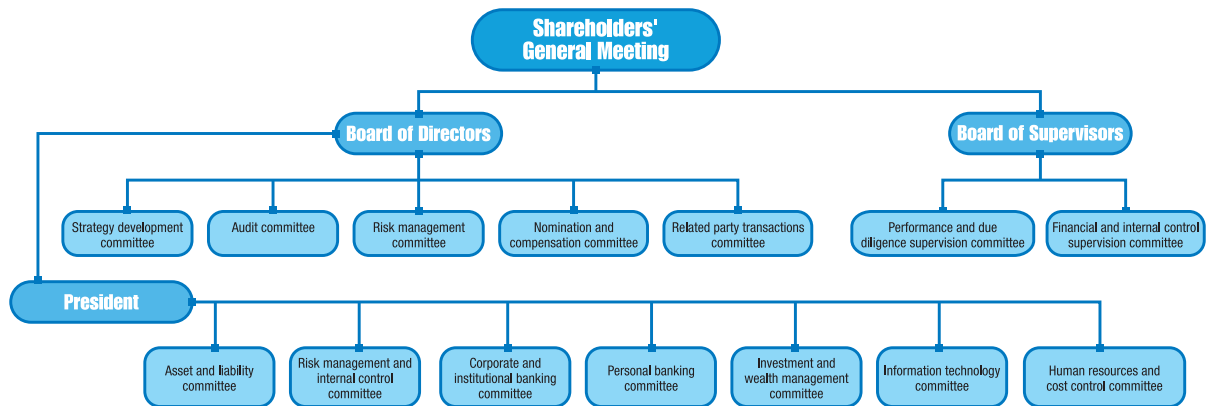 Shareholders'
General Meeting
Board of Directors
Board of Supervisors
Strategy development
committee
Audit committee
Risk management
committee
Nomination and
compensation committee
Related party transactions
committee
Performance and due
diligence supervision committee
Financial and internal control
supervision committee
President
Asset and liability
committee
Risk management and
internal control
committee
Corporate and
institutional banking
committee
Personal banking
committee
Investment and
wealth management
committee
Information technology
committee
Human resources and
cost control committee